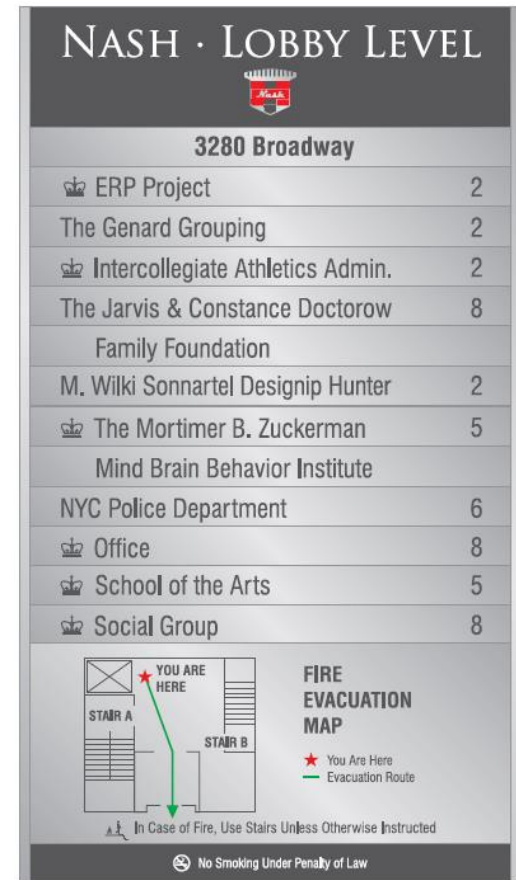 NASH · LOBBY LEVEL
Nash
3280 Broadway
ERP Project 2
The Genard Grouping 2
Intercollegiate Athletics Admin. 2
The Jarvis & Constance Doctorow 8
Family Foundation
M. Wilki Sonnartel Designip Hunter 2
The Mortimer B. Zuckerman 5
Mind Brain Behavior Institute
NYC Police Department 6
Office 8
School of the Arts 5
Social Group 8
YOU ARE
HERE
STAIR A
STAIR B
FIRE
EVACUATION
MAP
You Are Here
Evacuation Route
In Case of Fire, Use Stairs Unless Otherwise Instructed
No Smoking Under Penalty of Law